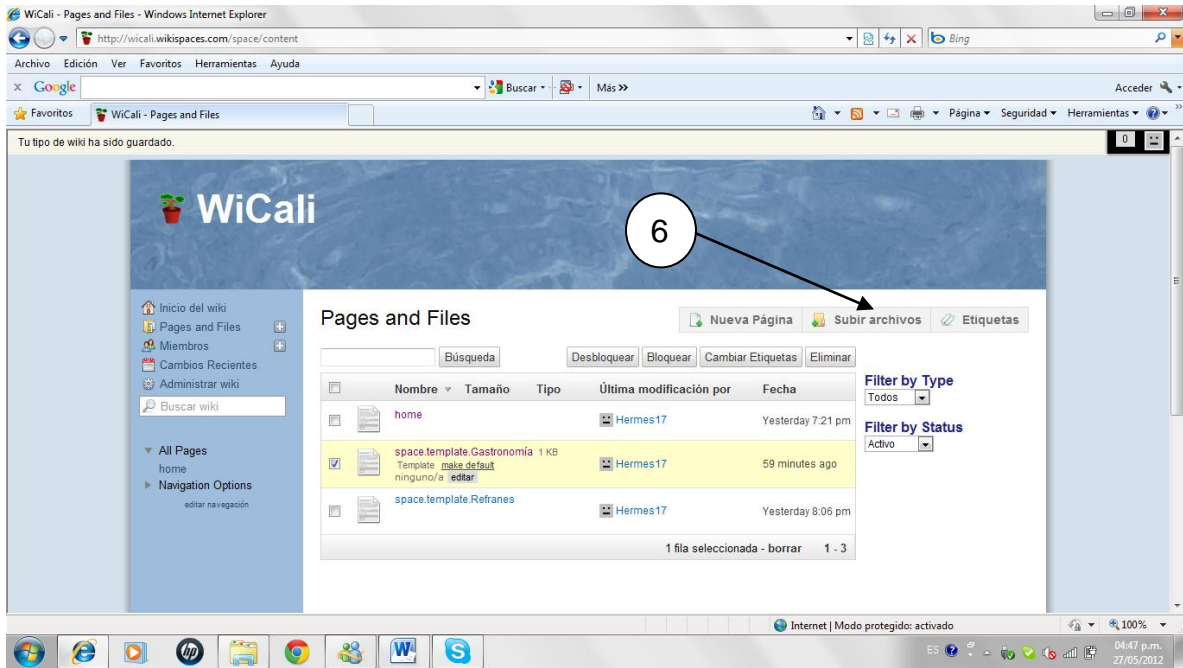 WiCali - Pages and Files - Windows Internet Explorer
http://wicali.wikispaces.com/space/content
Bing
Archivo Edición Ver Favoritos Herramientas Ayuda
x Google Buscar Más >> Acceder
Favoritos WiCali - Pages and Files Página Seguridad Herramientas
Tu tipo de wiki ha sido guardado. 0
WiCali
6
Inicio del wiki
Pages and Files
Miembros
Cambios Recientes
Administrar wiki
Buscar wiki
All Pages
home
Navigation Options
editar navegación
Pages and Files
Nueva Página Subir archivos Etiquetas
Búsqueda Desbloquear Bloquear Cambiar Etiquetas Eliminar
Nombre Tamaño Tipo Última modificación por Fecha
home Hermes17 Yesterday 7:21 pm
space.template.Gastronomía 1 KB
Template make default Hermes17 59 minutes ago
ninguno/a editar
space.template.Refranes
Hermes17 Yesterday 8:06 pm
1 fila seleccionada - borrar 1 - 3
Filter by Type
Todos
Filter by Status
Activo
Internet | Modo protegido: activado 100%
hp W S ES 04:47 p.m.
27/05/2012